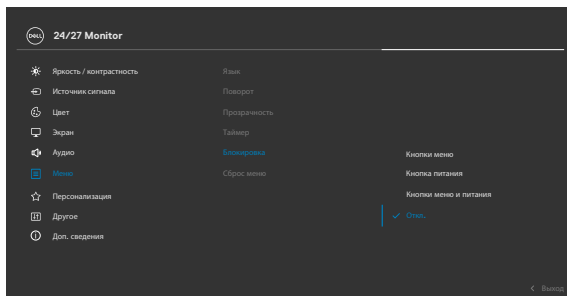 DELL 24/27 Monitor
Яркость / контрастность
Источник сигнала
Цвет
Экран
Аудио
Меню
Персонализация
Другое
Доп. сведения
Язык
Поворот
Прозрачность
Таймер
Блокировка
Сброс меню
Кнопки меню
Кнопка питания
Кнопки меню и питания
Откл.
Выход